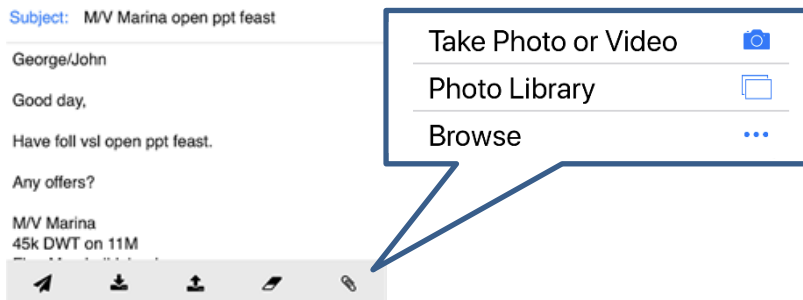 Subject: M/V Marina open ppt feast
George/John
Good day,
Have foll vsl open ppt feast.
Any offers?
M/V Marina
45k DWT on 11M
Take Photo or Video
Photo Library
Browse